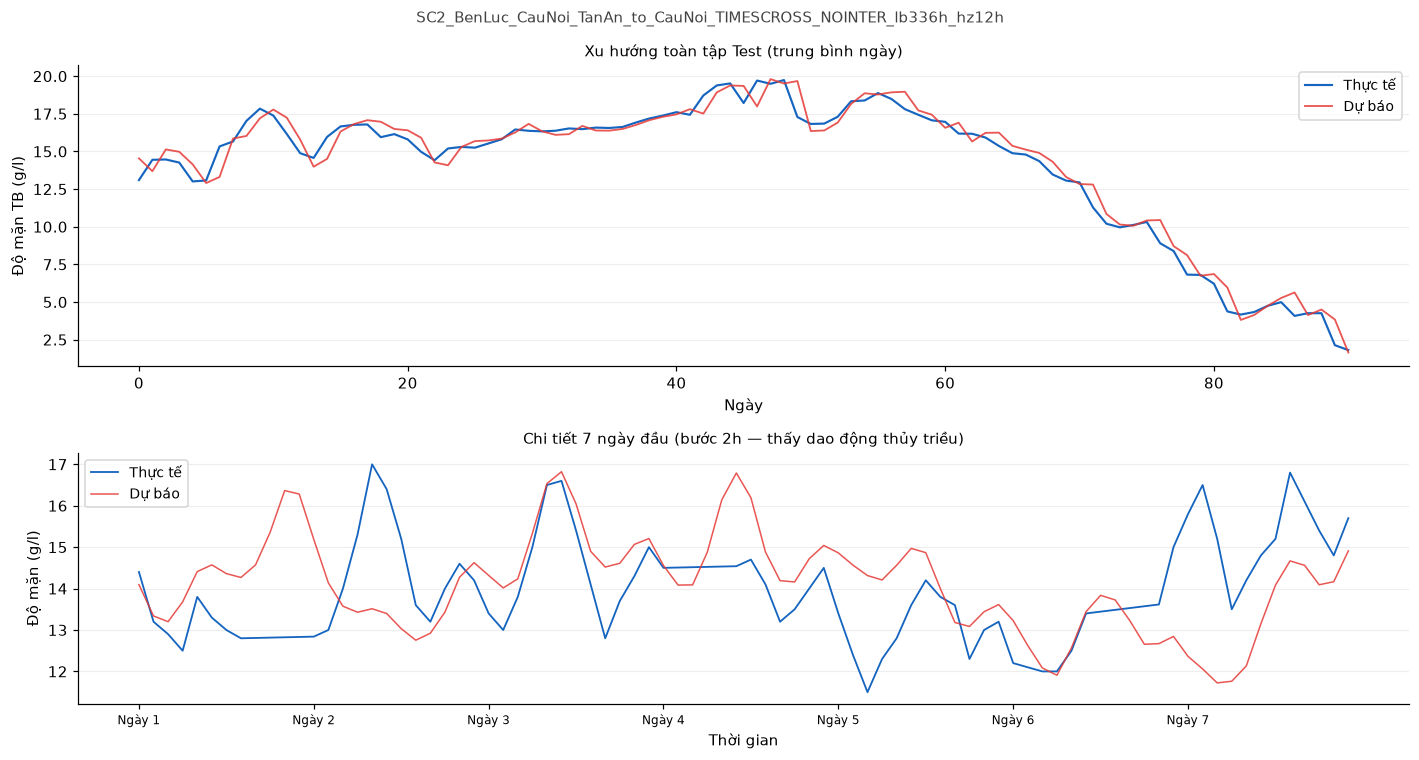 SC2_BenLuc_CauNoi_TanAn_to_CauNoi_TIMESCROSS_NOINTER_lb336h_hz12h
Xu hướng toàn tập Test (trung bình ngày)
Độ mặn TB (g/l)
20.0
17.5
15.0
12.5
10.0
7.5
5.0
2.5
Thực tế
Dự báo
0 20 40 60 80
Ngày
Chi tiết 7 ngày đầu (bước 2h — thấy dao động thủy triều)
Độ mặn (g/l)
17
16
15
14
13
12
Thực tế
Dự báo
Ngày 1 Ngày 2 Ngày 3 Ngày 4 Ngày 5 Ngày 6 Ngày 7
Thời gian